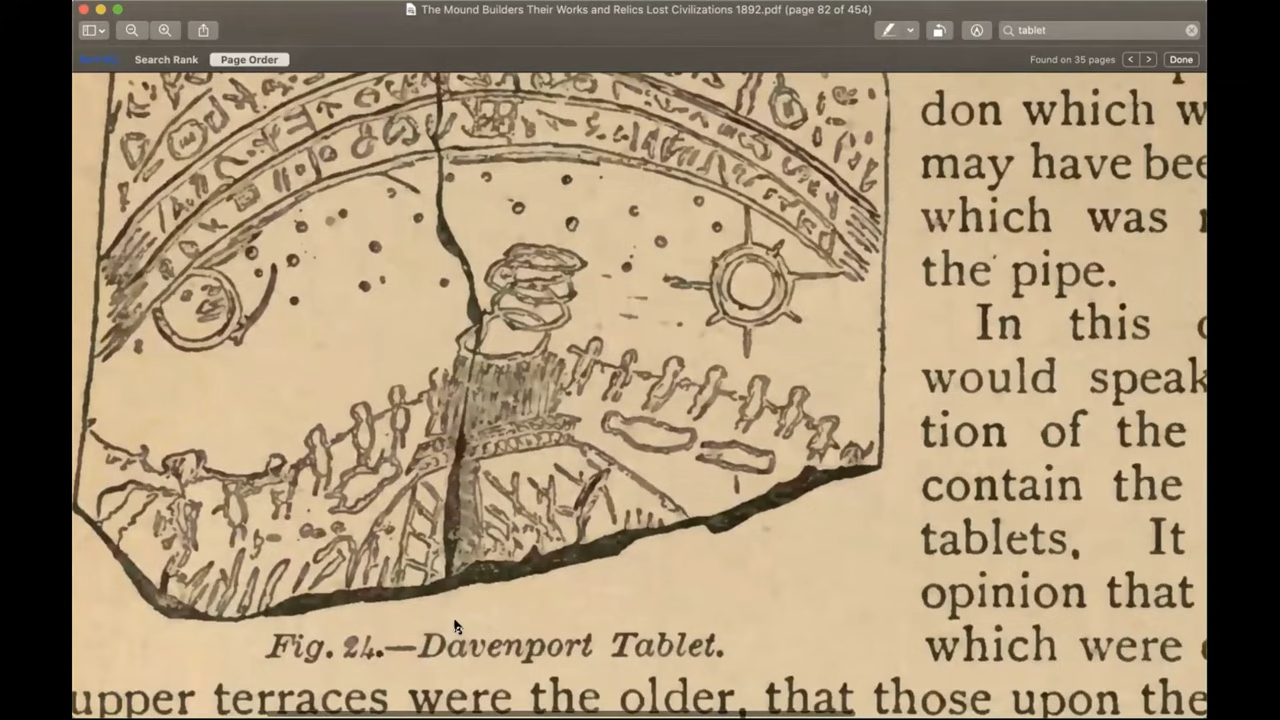 The Mound Builders Their Works and Relics Lost Civilizations 1892.pdf (page 82 of 454)
tablet
Search Rank
Page Order
Found on 35 pages
Done
don which w
may have bee
which was
the pipe.
In this
would speak
tion of the
contain the
tablets. It
opinion that
Fig. 24.—Davenport Tablet.
which were
upper terraces were the older, that those upon the